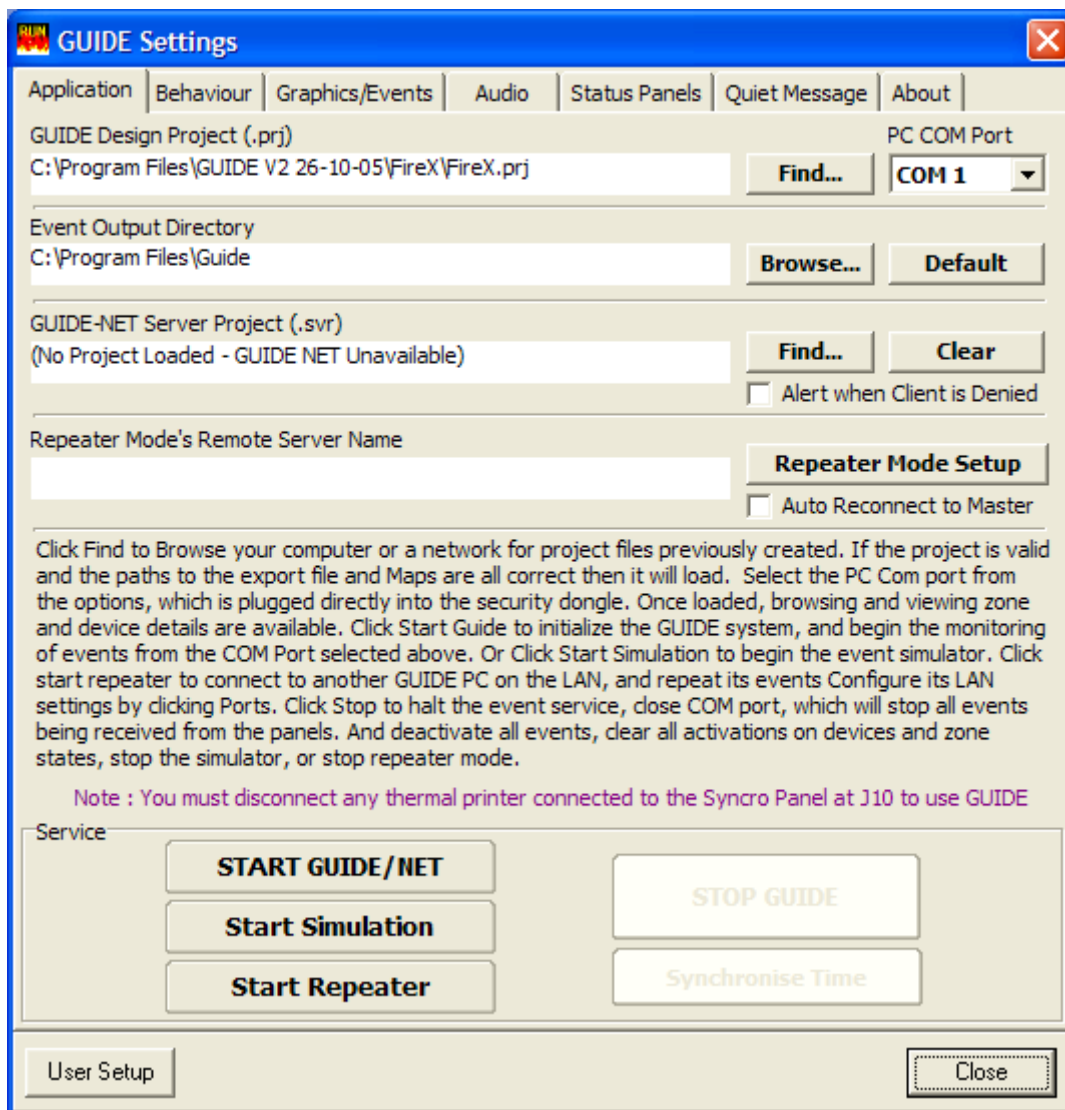 RUN
GUIDE Settings
Application Behaviour Graphics/Events Audio Status Panels Quiet Message About
GUIDE Design Project (.prj) PC COM Port
C:\Program Files\GUIDE V2 26-10-05\FireX\FireX.prj Find... COM 1
Event Output Directory
C:\Program Files\Guide Browse... Default
GUIDE-NET Server Project (.svr)
(No Project Loaded - GUIDE NET Unavailable) Find... Clear
Alert when Client is Denied
Repeater Mode's Remote Server Name
Repeater Mode Setup
Auto Reconnect to Master
Click Find to Browse your computer or a network for project files previously created. If the project is valid
and the paths to the export file and Maps are all correct then it will load. Select the PC Com port from
the options, which is plugged directly into the security dongle. Once loaded, browsing and viewing zone
and device details are available. Click Start Guide to initialize the GUIDE system, and begin the monitoring
of events from the COM Port selected above. Or Click Start Simulation to begin the event simulator. Click
start repeater to connect to another GUIDE PC on the LAN, and repeat its events Configure its LAN
settings by clicking Ports. Click Stop to halt the event service, close COM port, which will stop all events
being received from the panels. And deactivate all events, clear all activations on devices and zone
states, stop the simulator, or stop repeater mode.
Note : You must disconnect any thermal printer connected to the Syncro Panel at J10 to use GUIDE
Service
START GUIDE/NET
STOP GUIDE
Start Simulation
Synchronise Time
Start Repeater
User Setup Close